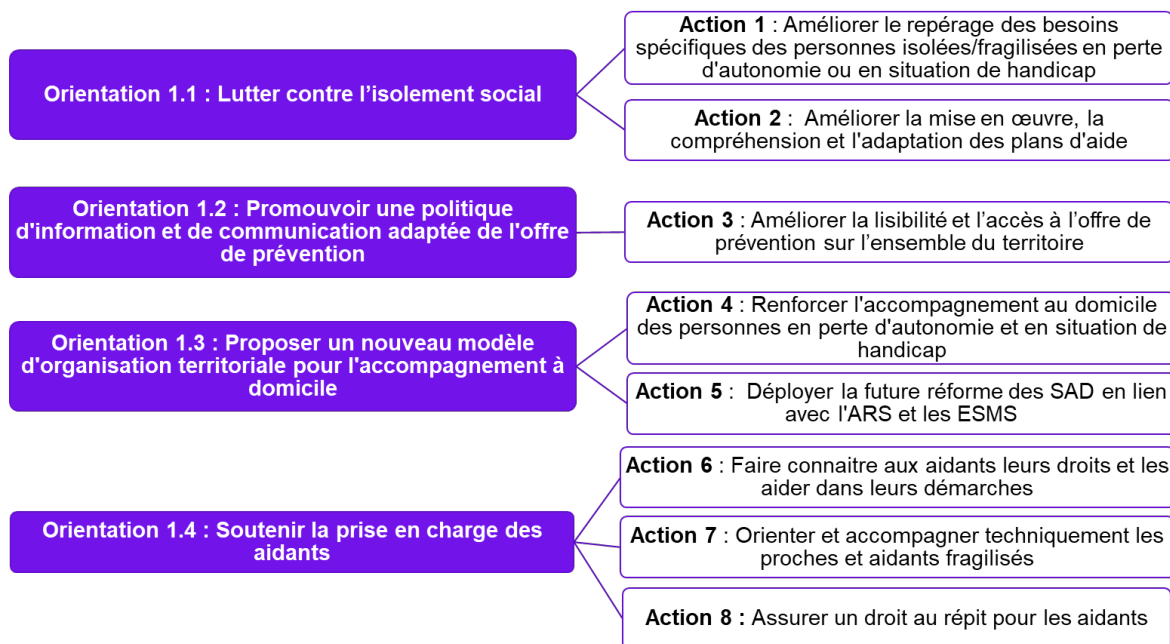 Orientation 1.1 : Lutter contre l’isolement social
Action 1 : Améliorer le repérage des besoins
spécifiques des personnes isolées/fragilisées en perte
d'autonomie ou en situation de handicap
Action 2 :  Améliorer la mise en œuvre, la
compréhension et l'adaptation des plans d'aide
Orientation 1.2 : Promouvoir une politique
d'information et de communication adaptée de l'offre
de prévention
Action 3 : Améliorer la lisibilité et l’accès à l’offre de
prévention sur l’ensemble du territoire
Orientation 1.3 : Proposer un nouveau modèle
d'organisation territoriale pour l'accompagnement à
domicile
Action 4 : Renforcer l'accompagnement au domicile
des personnes en perte d'autonomie et en situation de
handicap
Action 5 :  Déployer la future réforme des SAD en lien
avec l'ARS et les ESMS
Orientation 1.4 : Soutenir la prise en charge des
aidants
Action 6 : Faire connaitre aux aidants leurs droits et les
aider dans leurs démarches
Action 7 : Orienter et accompagner techniquement les
proches et aidants fragilisés
Action 8 : Assurer un droit au répit pour les aidants